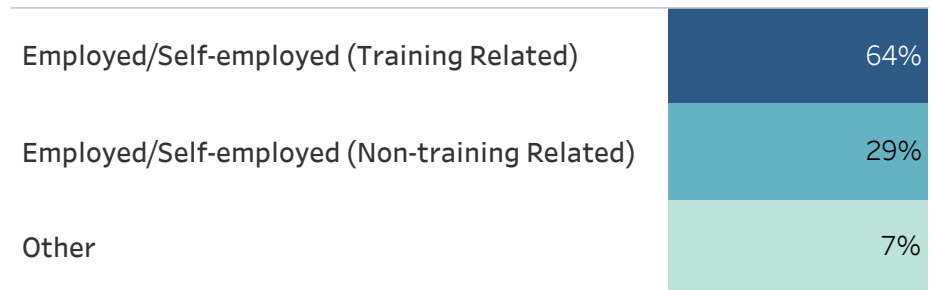 Employed/Self-employed (Training Related) 64%
Employed/Self-employed (Non-training Related) 29%
Other 7%